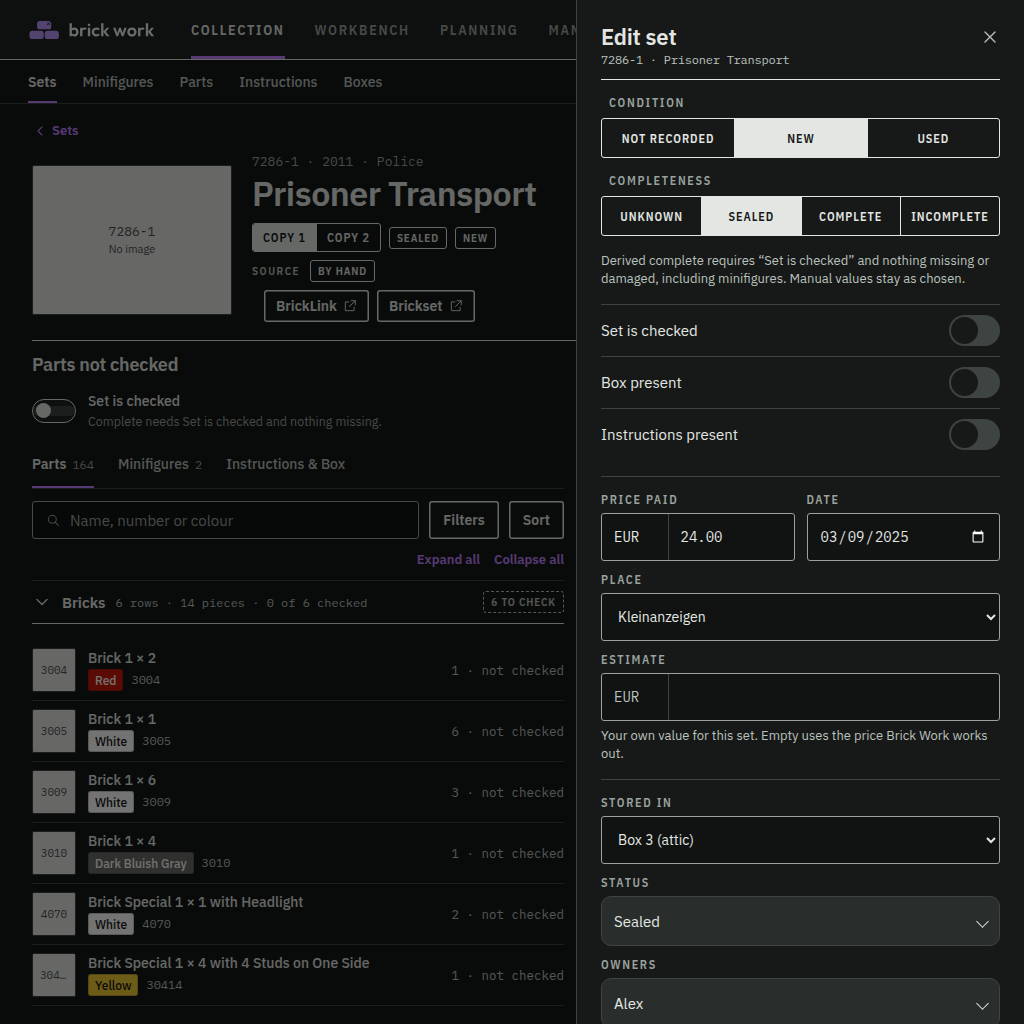 brick work
COLLECTION
WORKBENCH
PLANNING
MAN
Sets
Minifigures
Parts
Instructions
Boxes
Sets
7286-1
No image
7286-1 · 2011 · Police
Prisoner Transport
COPY 1
COPY 2
SEALED
NEW
SOURCE
BY HAND
BrickLink
Brickset
Parts not checked
Set is checked
Complete needs Set is checked and nothing missing.
Parts 164
Minifigures 2
Instructions & Box
Name, number or colour
Filters
Sort
Expand all
Collapse all
Bricks 6 rows · 14 pieces · 0 of 6 checked
6 TO CHECK
3004
Brick 1 × 2
Red 3004
1 · not checked
3005
Brick 1 × 1
White 3005
6 · not checked
3009
Brick 1 × 6
White 3009
3 · not checked
3010
Brick 1 × 4
Dark Bluish Gray 3010
1 · not checked
4070
Brick Special 1 × 1 with Headlight
White 4070
2 · not checked
304…
Brick Special 1 × 4 with 4 Studs on One Side
Yellow 30414
1 · not checked
Edit set
7286-1 · Prisoner Transport
CONDITION
NOT RECORDED
NEW
USED
COMPLETENESS
UNKNOWN
SEALED
COMPLETE
INCOMPLETE
Derived complete requires “Set is checked” and nothing missing or
damaged, including minifigures. Manual values stay as chosen.
Set is checked
Box present
Instructions present
PRICE PAID
DATE
EUR
24.00
03/09/2025
PLACE
Kleinanzeigen
ESTIMATE
EUR
Your own value for this set. Empty uses the price Brick Work works
out.
STORED IN
Box 3 (attic)
STATUS
Sealed
OWNERS
Alex